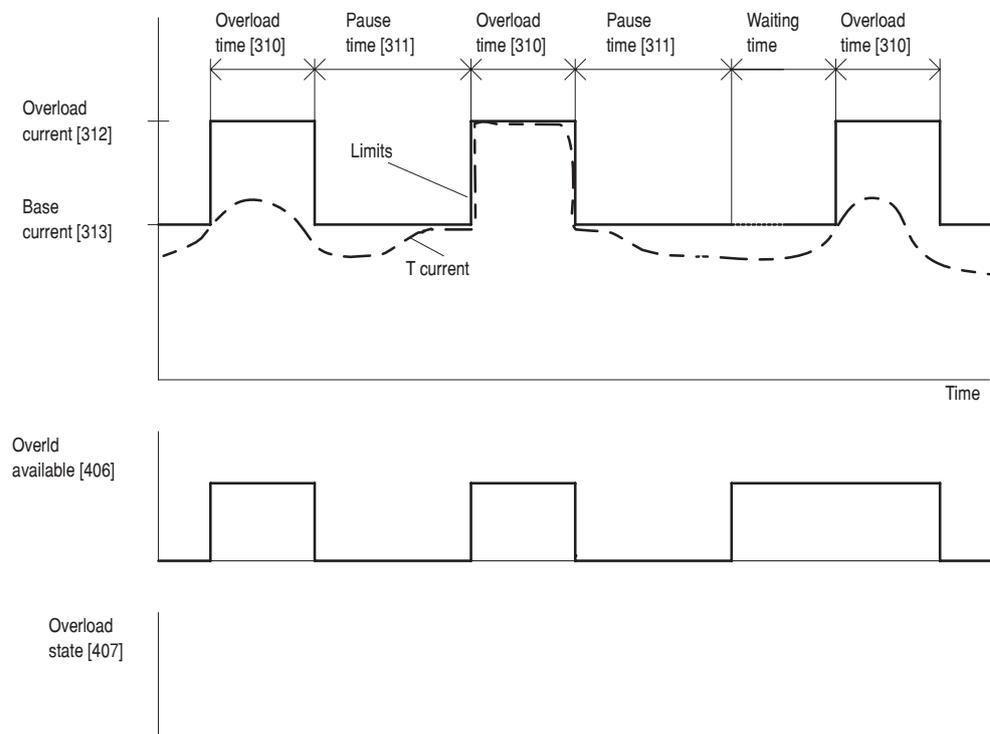 Overload
time [310]
Pause
time [311]
Overload
time [310]
Pause
time [311]
Waiting
time
Overload
time [310]
Overload
current [312]
Limits
Base
current [313]
T current
Time
Overld
available [406]
Overload
state [407]